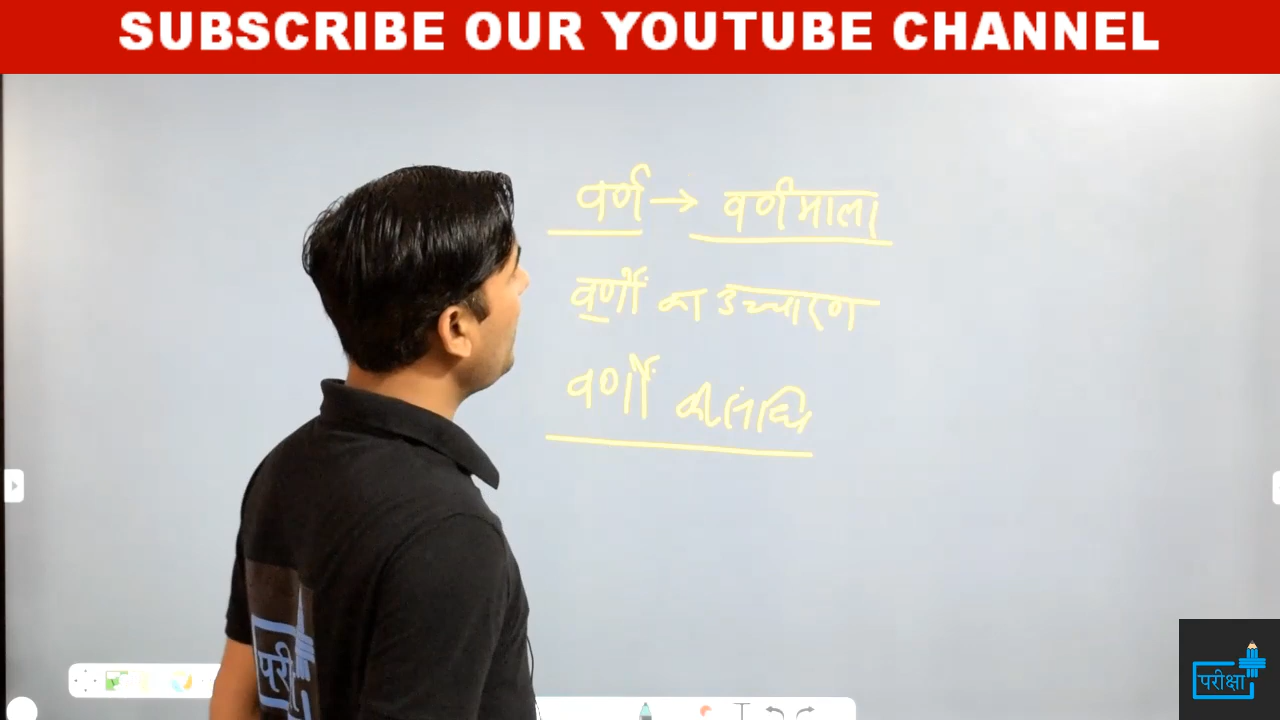 SUBSCRIBE OUR YOUTUBE CHANNEL
वर्ण → वर्णमाला
वर्णों का उच्चारण
वर्णों की संधि
परीक्षा